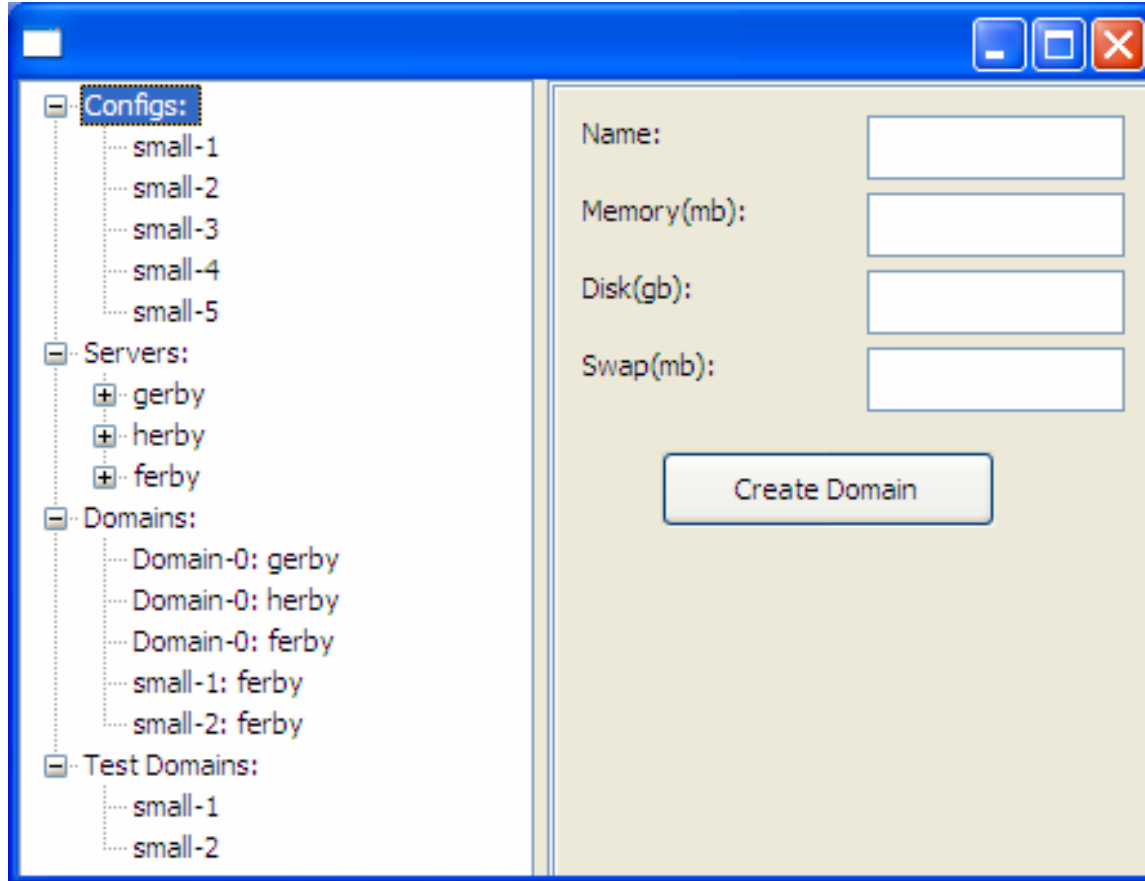 Configs:
small-1
small-2
small-3
small-4
small-5
Servers:
gerby
herby
ferby
Domains:
Domain-0: gerby
Domain-0: herby
Domain-0: ferby
small-1: ferby
small-2: ferby
Test Domains:
small-1
small-2
Name:
Memory(mb):
Disk(gb):
Swap(mb):
Create Domain